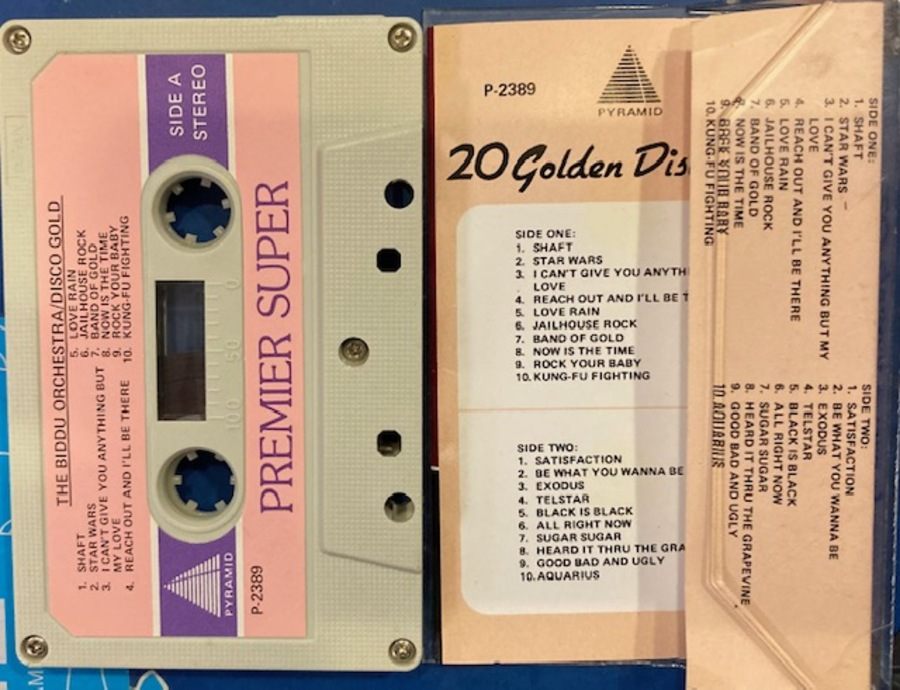 SIDE A
STEREO
THE BIDDU ORCHESTRA/DISCO GOLD
1. SHAFT
2. STAR WARS
3. I CAN'T GIVE YOU ANYTHING BUT
MY LOVE
4. REACH OUT AND I'LL BE THERE
5. LOVE RAIN
6. JAILHOUSE ROCK
7. BAND OF GOLD
8. NOW IS THE TIME
9. ROCK YOUR BABY
10. KUNG-FU FIGHTING
0 50 100
PREMIER SUPER
PYRAMID
P-2389
P-2389
PYRAMID
20 Golden Dis
SIDE ONE:
1. SHAFT
2. STAR WARS
3. I CAN'T GIVE YOU ANYTH
LOVE
4. REACH OUT AND I'LL BE T
5. LOVE RAIN
6. JAILHOUSE ROCK
7. BAND OF GOLD
8. NOW IS THE TIME
9. ROCK YOUR BABY
10. KUNG-FU FIGHTING
SIDE TWO:
1. SATISFACTION
2. BE WHAT YOU WANNA BE
3. EXODUS
4. TELSTAR
5. BLACK IS BLACK
6. ALL RIGHT NOW
7. SUGAR SUGAR
8. HEARD IT THRU THE GRA
9. GOOD BAD AND UGLY
10. AQUARIUS
SIDE ONE:
1. SHAFT
2. STAR WARS –
3. I CAN'T GIVE YOU ANYTHING BUT MY
LOVE
4. REACH OUT AND I'LL BE THERE
5. LOVE RAIN
6. JAILHOUSE ROCK
7. BAND OF GOLD
8. NOW IS THE TIME
9. ROCK YOUR BABY
10. KUNG-FU FIGHTING
SIDE TWO:
1. SATISFACTION
2. BE WHAT YOU WANNA BE
3. EXODUS
4. TELSTAR
5. BLACK IS BLACK
6. ALL RIGHT NOW
7. SUGAR SUGAR
8. HEARD IT THRU THE GRAPEVINE
9. GOOD BAD AND UGLY
10. AQUARIUS
AM